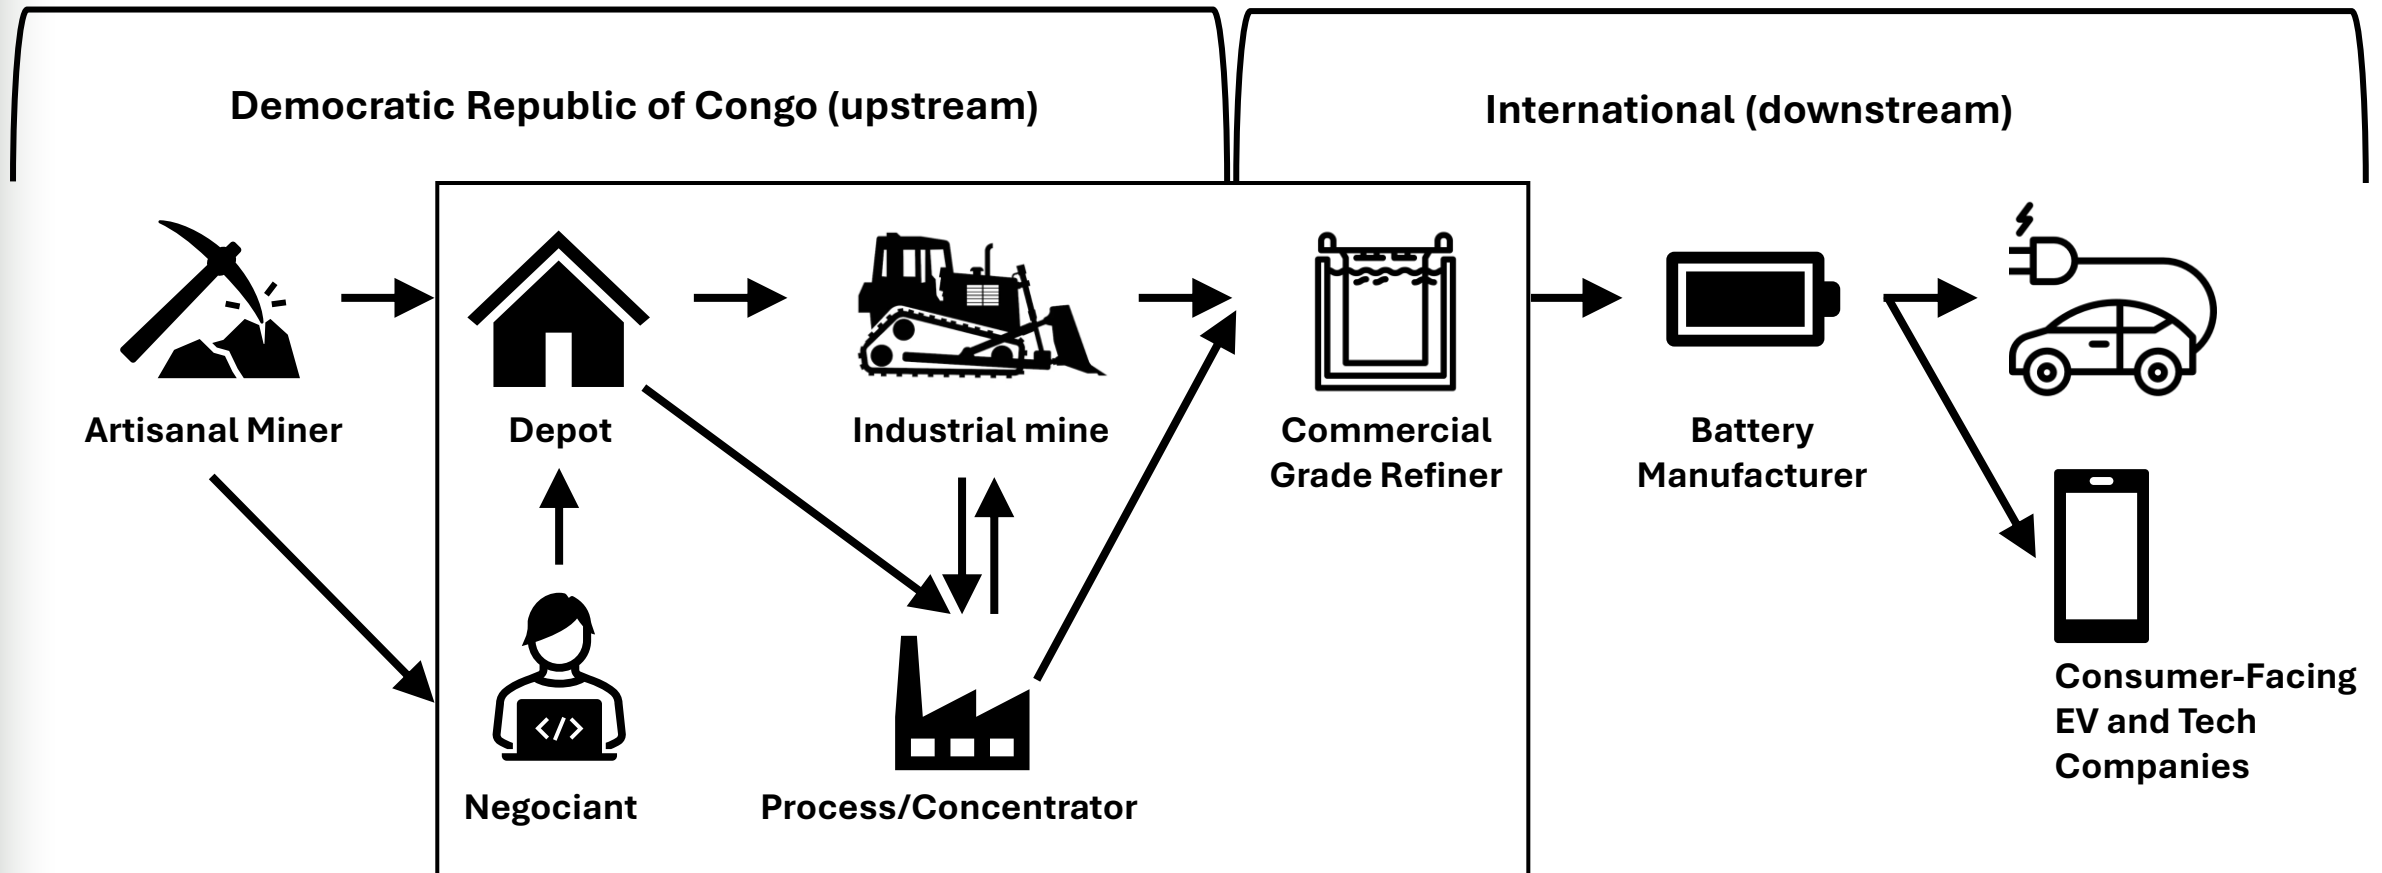 Democratic Republic of Congo (upstream)
International (downstream)
Artisanal Miner
Depot
Industrial mine
Commercial
Grade Refiner
Battery
Manufacturer
</>
Negociant
Process/Concentrator
Consumer-Facing
EV and Tech
Companies